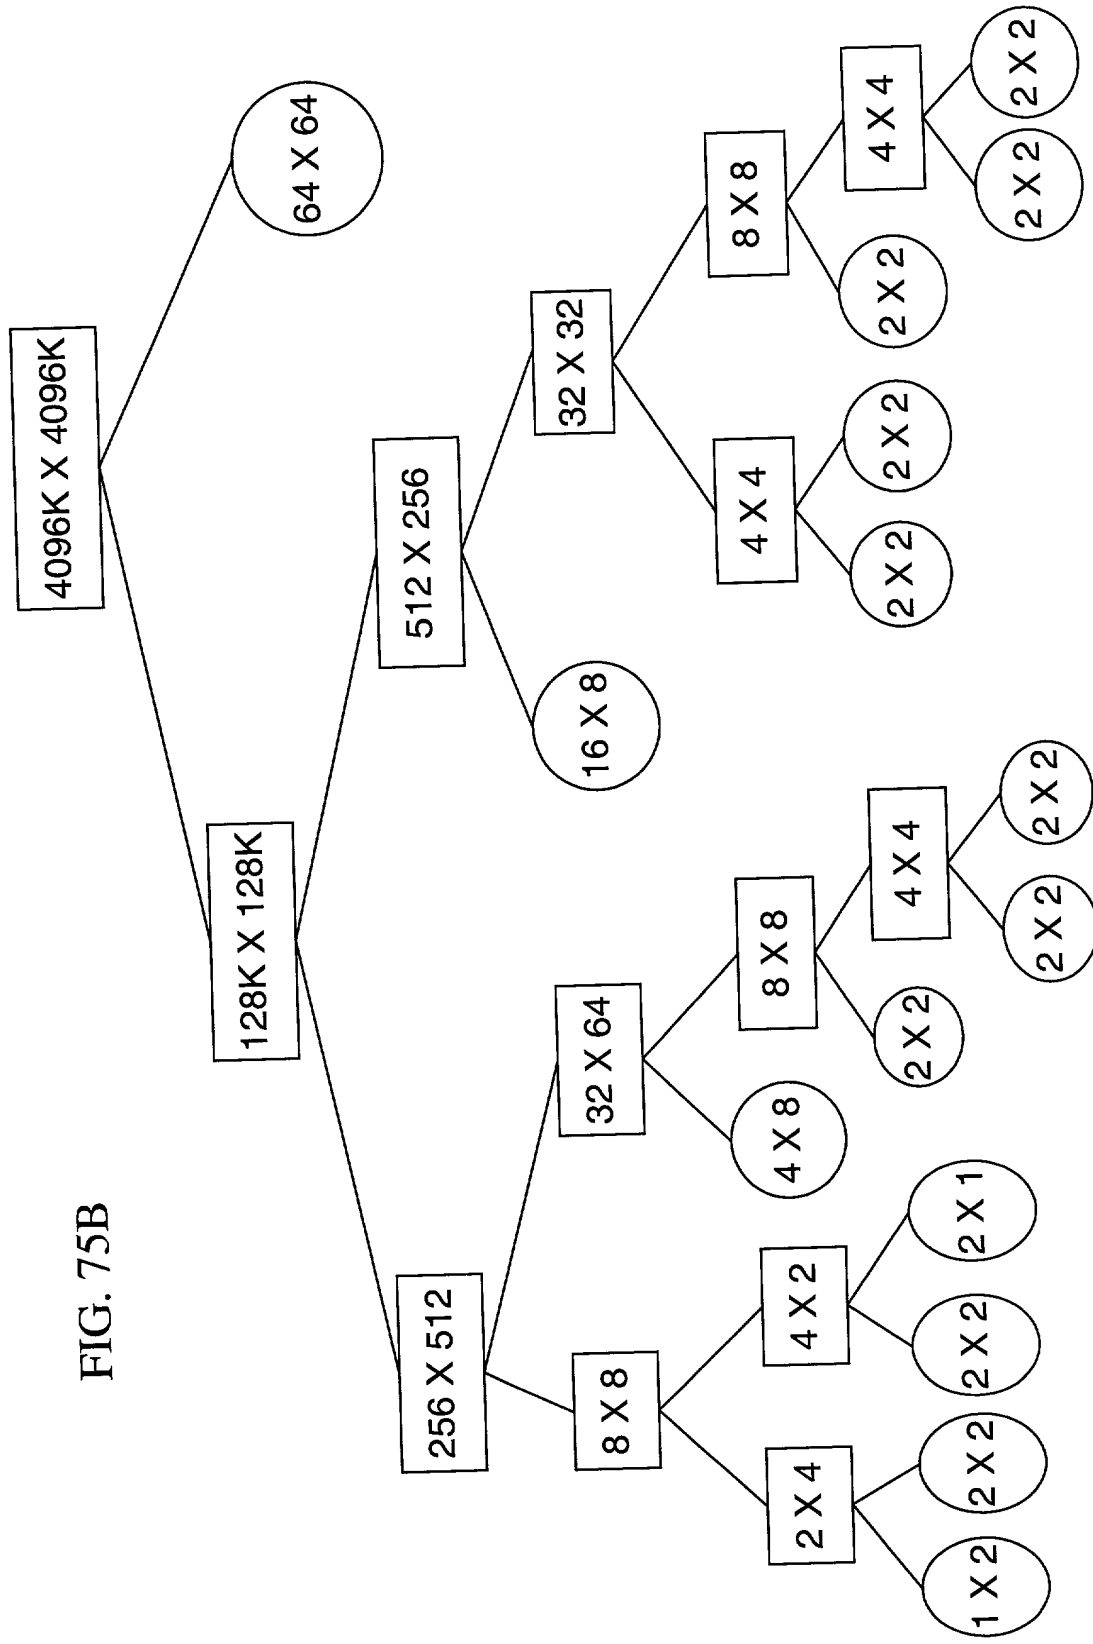 FIG. 75B
4096K X 4096K
128K X 128K
64 X 64
256 X 512
512 X 256
8 X 8
32 X 64
16 X 8
32 X 32
2 X 4
4 X 2
4 X 8
8 X 8
4 X 4
8 X 8
1 X 2
2 X 2
2 X 2
2 X 1
2 X 2
4 X 4
2 X 2
2 X 2
2 X 2
4 X 4
2 X 2
2 X 2
2 X 2
2 X 2